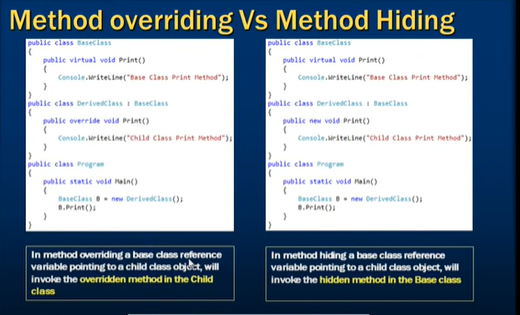 Method overriding Vs Method Hiding
public class BaseClass
{
public virtual void Print()
{
Console.WriteLine("Base Class Print Method");
}
}
public class DerivedClass : BaseClass
{
public override void Print()
{
Console.WriteLine("Child Class Print Method");
}
}
public class Program
{
public static void Main()
{
BaseClass B = new DerivedClass();
B.Print();
}
}
In method overriding a base class reference
variable pointing to a child class object, will
invoke the overridden method in the Child
class
public class BaseClass
{
public virtual void Print()
{
Console.WriteLine("Base Class Print Method");
}
}
public class DerivedClass : BaseClass
{
public new void Print()
{
Console.WriteLine("Child Class Print Method");
}
}
public class Program
{
public static void Main()
{
BaseClass B = new DerivedClass();
B.Print();
}
}
In method hiding a base class reference
variable pointing to a child class object, will
invoke the hidden method in the Base class